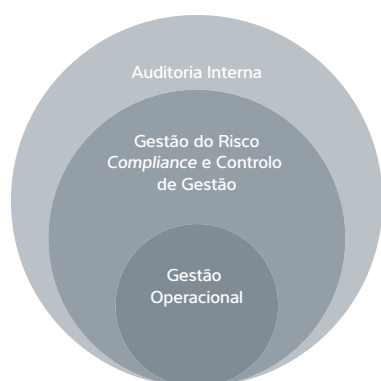 Auditoria Interna
Gestão do Risco
Compliance e Controlo
de Gestão
Gestão
Operacional